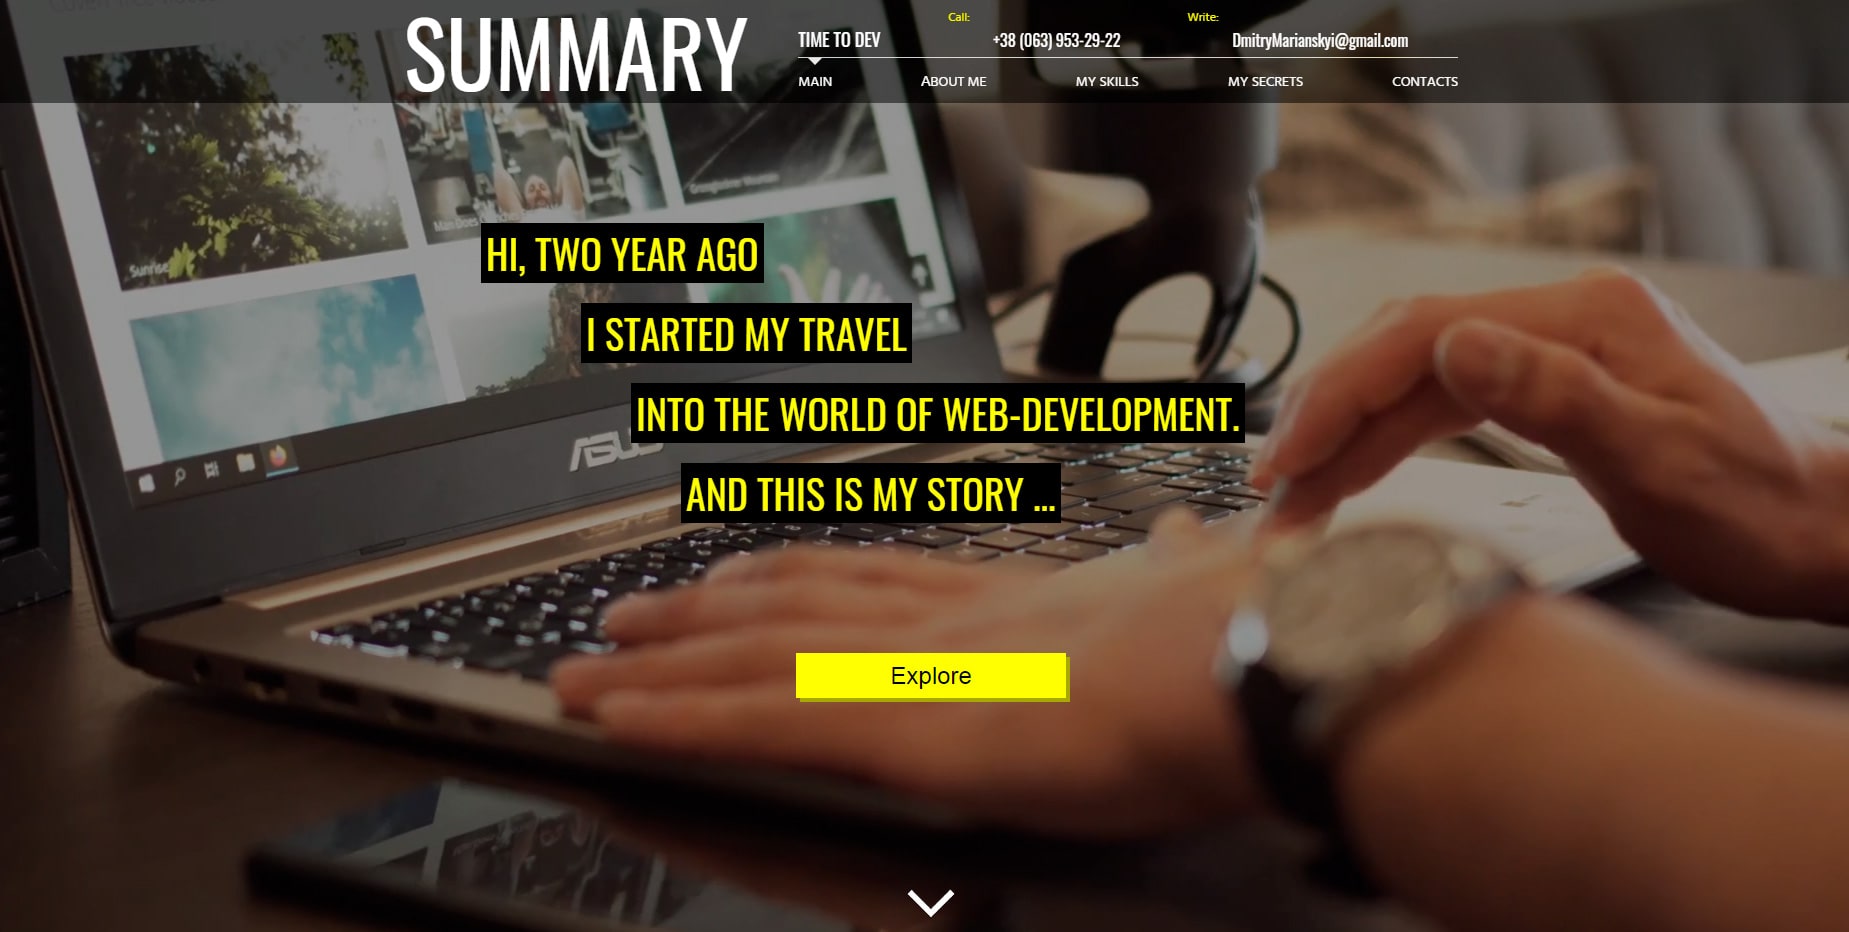 SUMMARY
Call:
Write:
TIME TO DEV
+38 (063) 953-29-22
DmitryMarianskyi@gmail.com
MAIN
ABOUT ME
MY SKILLS
MY SECRETS
CONTACTS
Sunrise
HI, TWO YEAR AGO
I STARTED MY TRAVEL
INTO THE WORLD OF WEB-DEVELOPMENT.
ASUS
AND THIS IS MY STORY ...
Explore